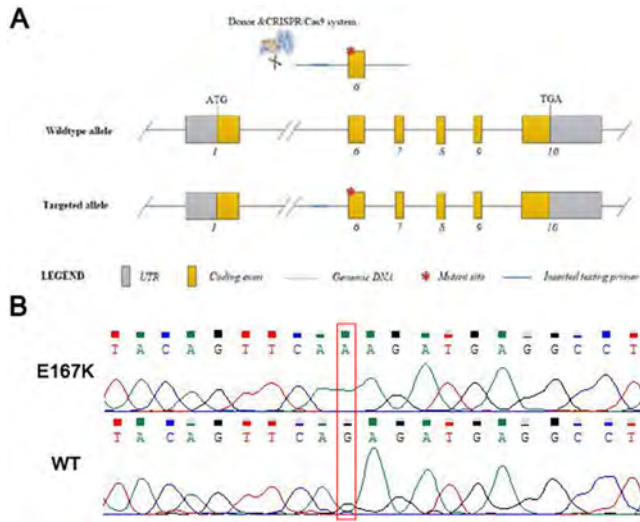 A
Donor &CRISPR/Cas9 system
6
ATG
TGA
Wildtype allele
1 6 7 8 9 10
Targeted allele
1 6 7 8 9 10
LEGEND UTR Coding exon Genomic DNA Mutant site Inserted testing primer
B
T A C A G T T C A A A G A T G A G G C C T
E167K
T A C A G T T C A G A G A T G A G G C C T
WT